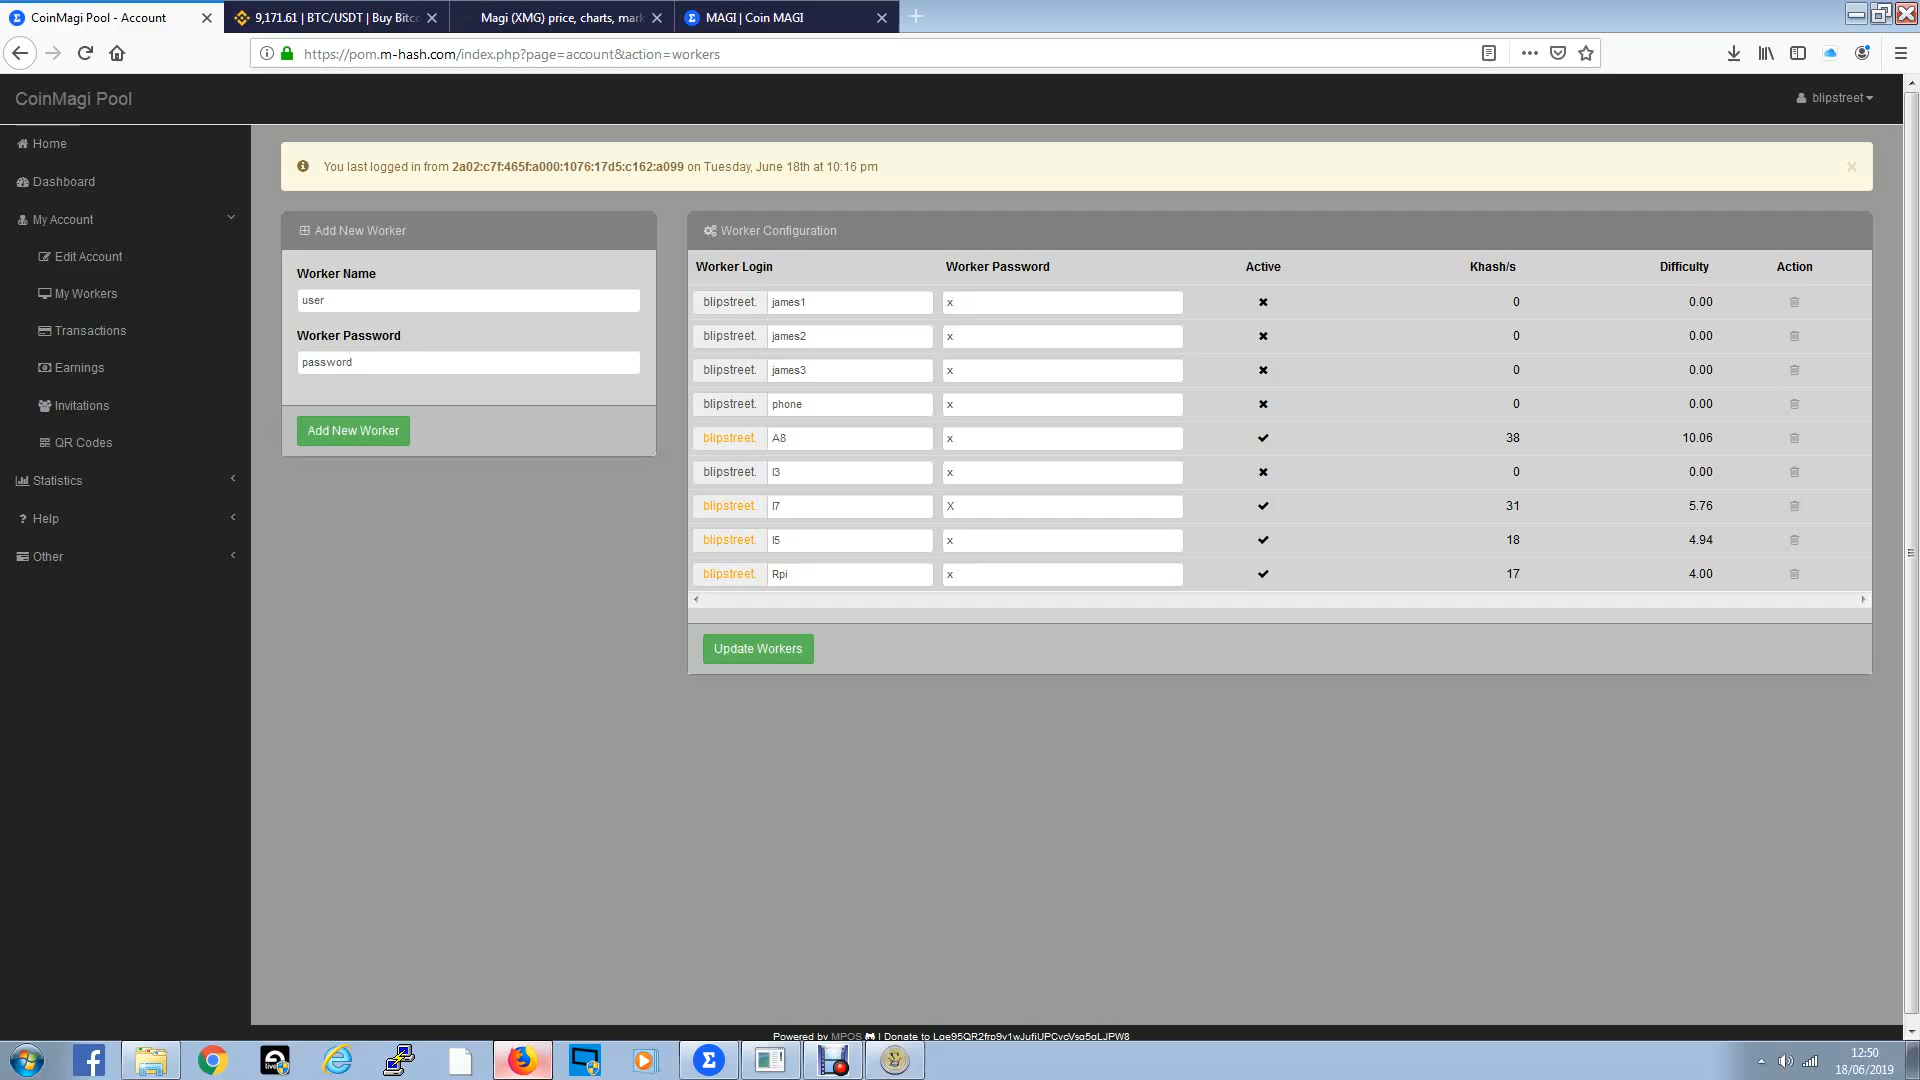 CoinMagi Pool - Account
9,171.61 | BTC/USDT | Buy Bitco
Magi (XMG) price, charts, mark
MAGI | Coin MAGI
https://pom.m-hash.com/index.php?page=account&action=workers
CoinMagi Pool
blipstreet
Home
Dashboard
My Account
Edit Account
My Workers
Transactions
Earnings
Invitations
QR Codes
Statistics
Help
Other
You last logged in from 2a02:c7f:465f:a000:1076:17d5:c162:a099 on Tuesday, June 18th at 10:16 pm
Add New Worker
Worker Name
user
Worker Password
password
Add New Worker
Worker Configuration
Worker Login Worker Password Active Khash/s Difficulty Action
blipstreet. james1 x 0 0.00
blipstreet. james2 x 0 0.00
blipstreet. james3 x 0 0.00
blipstreet. phone x 0 0.00
blipstreet. A8 x 38 10.06
blipstreet. I3 x 0 0.00
blipstreet. I7 X 31 5.76
blipstreet. I5 x 18 4.94
blipstreet. Rpi x 17 4.00
Update Workers
Powered by MPOS | Donate to
live
12:50
18/06/2019